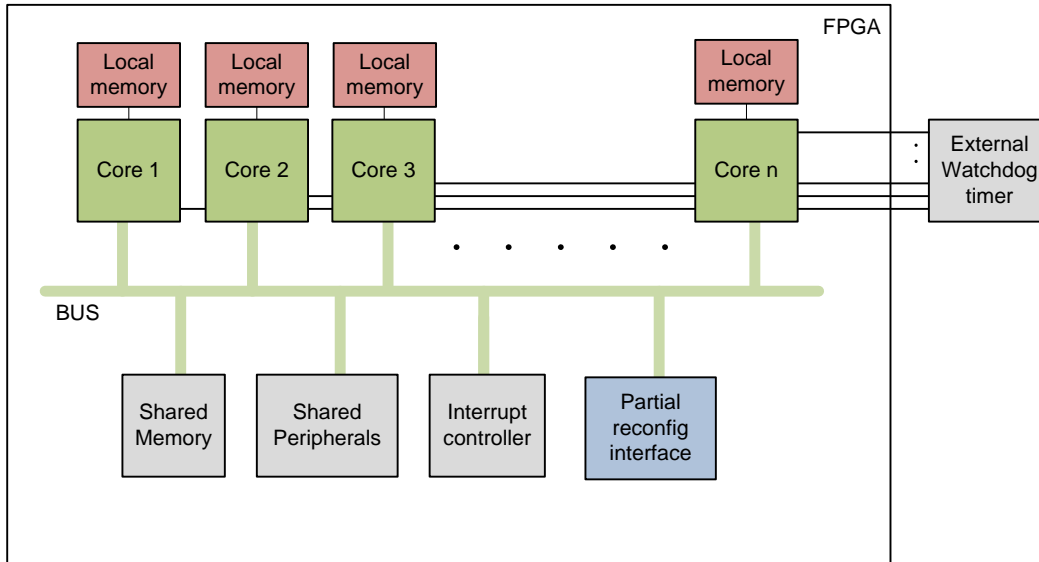 FPGA
Local
memory
Local
memory
Local
memory
Local
memory
Core 1
Core 2
Core 3
Core n
External
Watchdog
timer
BUS
Shared
Memory
Shared
Peripherals
Interrupt
controller
Partial
reconfig
interface